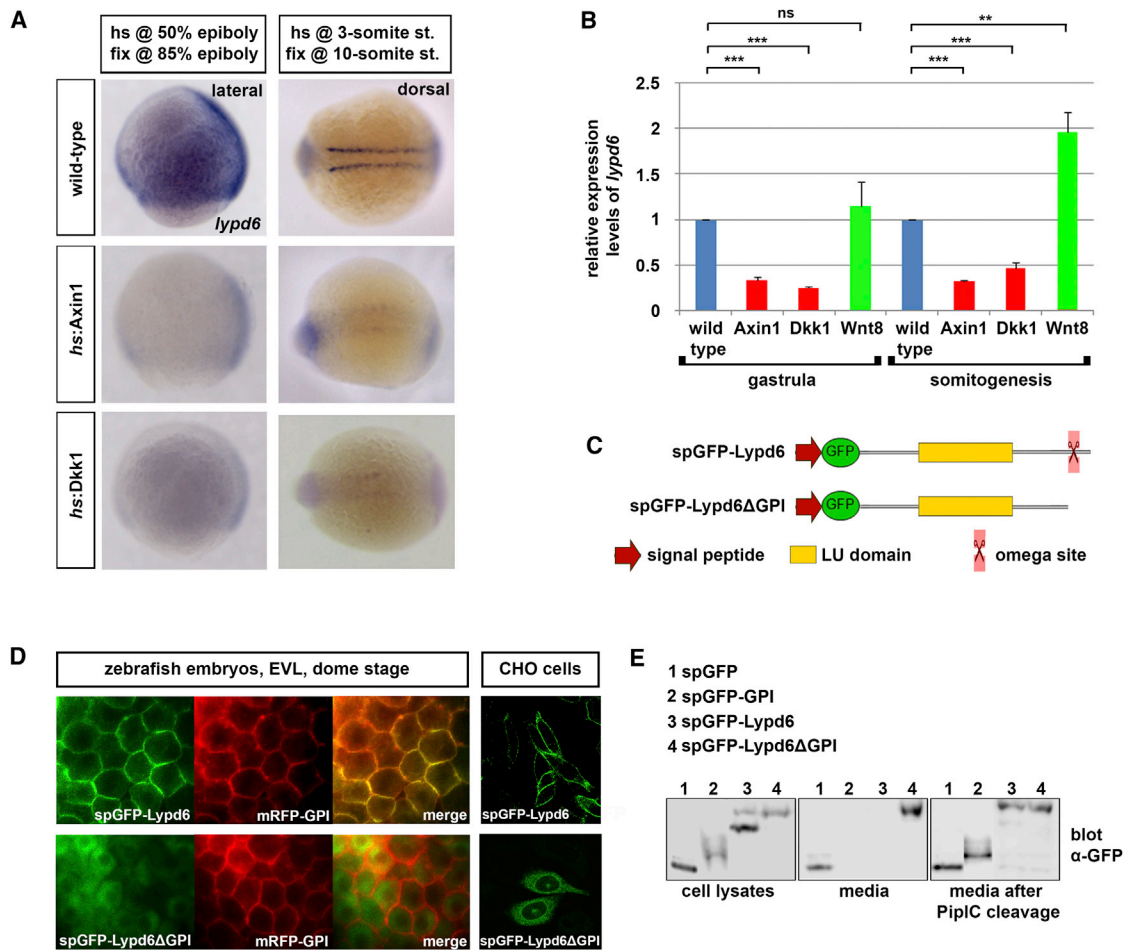 A
hs @ 50% epiboly
fix @ 85% epiboly
hs @ 3-somite st.
fix @ 10-somite st.
wild-type
lateral
lypd6
dorsal
hs:Axin1
hs:Dkk1
B
relative expression
levels of lypd6
ns
***
***
**
***
***
2.5
2
1.5
1
0.5
0
wild
type
Axin1
Dkk1
Wnt8
wild
type
Axin1
Dkk1
Wnt8
gastrula
somitogenesis
C
spGFP-Lypd6
GFP
spGFP-Lypd6ΔGPI
GFP
signal peptide
LU domain
omega site
D
zebrafish embryos, EVL, dome stage
CHO cells
spGFP-Lypd6
mRFP-GPI
merge
spGFP-Lypd6
spGFP-Lypd6ΔGPI
mRFP-GPI
merge
spGFP-Lypd6ΔGPI
E
1 spGFP
2 spGFP-GPI
3 spGFP-Lypd6
4 spGFP-Lypd6ΔGPI
1 2 3 4
1 2 3 4
1 2 3 4
cell lysates
media
media after
PiplC cleavage
blot
α-GFP